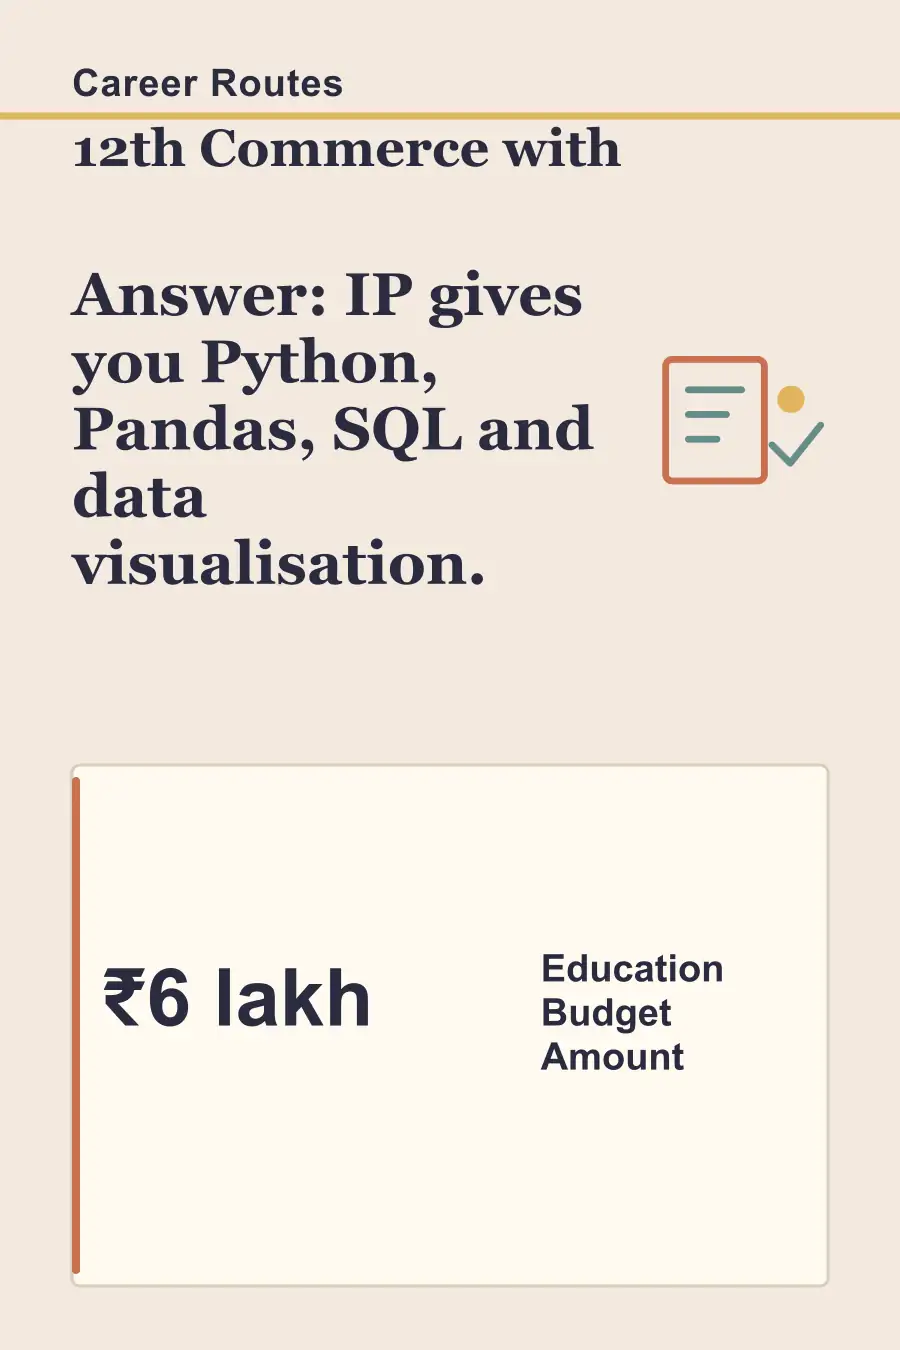 Career Routes
12th Commerce with
Answer: IP gives
you Python,
Pandas, SQL and
data
visualisation.
₹6 lakh
Education
Budget
Amount